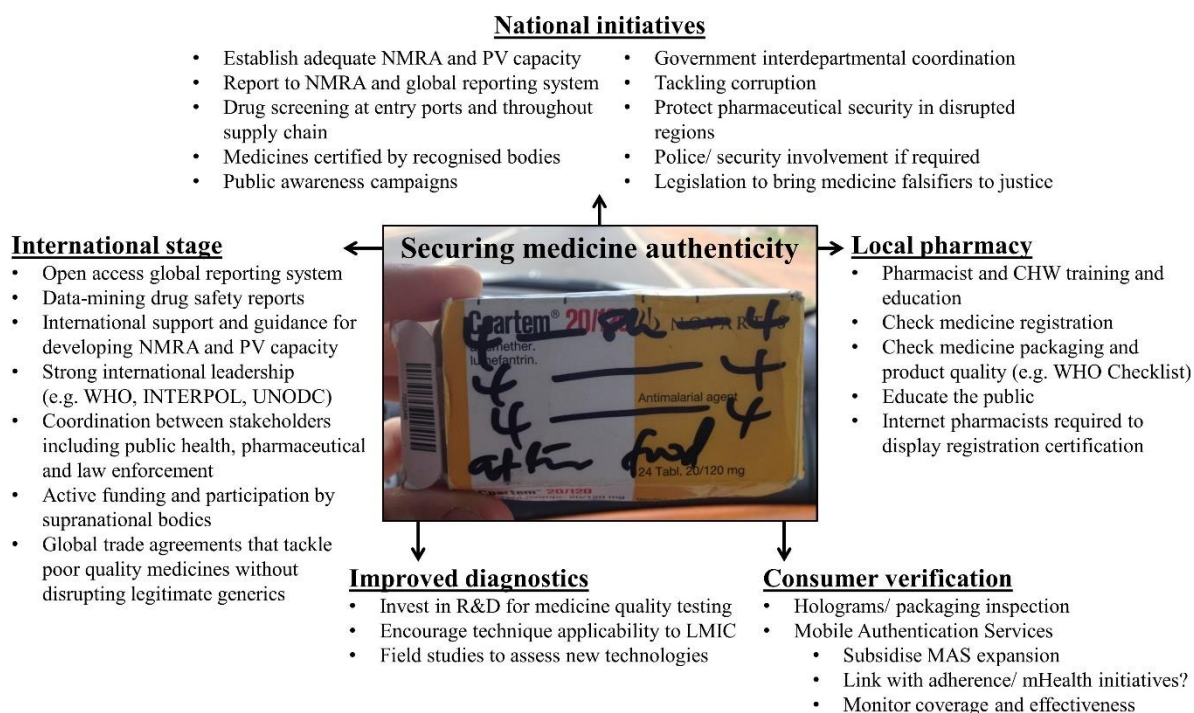 National initiatives
• Establish adequate NMRA and PV capacity
• Report to NMRA and global reporting system
• Drug screening at entry ports and throughout
supply chain
• Medicines certified by recognised bodies
• Public awareness campaigns
• Government interdepartmental coordination
• Tackling corruption
• Protect pharmaceutical security in disrupted
regions
• Police/ security involvement if required
• Legislation to bring medicine falsifiers to justice
International stage
• Open access global reporting system
• Data-mining drug safety reports
• International support and guidance for
developing NMRA and PV capacity
• Strong international leadership
(e.g. WHO, INTERPOL, UNODC)
• Coordination between stakeholders
including public health, pharmaceutical
and law enforcement
• Active funding and participation by
supranational bodies
• Global trade agreements that tackle
poor quality medicines without
disrupting legitimate generics
Securing medicine authenticity
Coartem® 20/120 NOVARTIS
lumefantrin.
4 — 8h — 4
4 — 4
Antimalarial agent
4 — 4
after food
24 Tabl. 20/120 mg
Coartem™ 20/120
Local pharmacy
• Pharmacist and CHW training and
education
• Check medicine registration
• Check medicine packaging and
product quality (e.g. WHO Checklist)
• Educate the public
• Internet pharmacists required to
display registration certification
Improved diagnostics
• Invest in R&D for medicine quality testing
• Encourage technique applicability to LMIC
• Field studies to assess new technologies
Consumer verification
• Holograms/ packaging inspection
• Mobile Authentication Services
• Subsidise MAS expansion
• Link with adherence/ mHealth initiatives?
• Monitor coverage and effectiveness